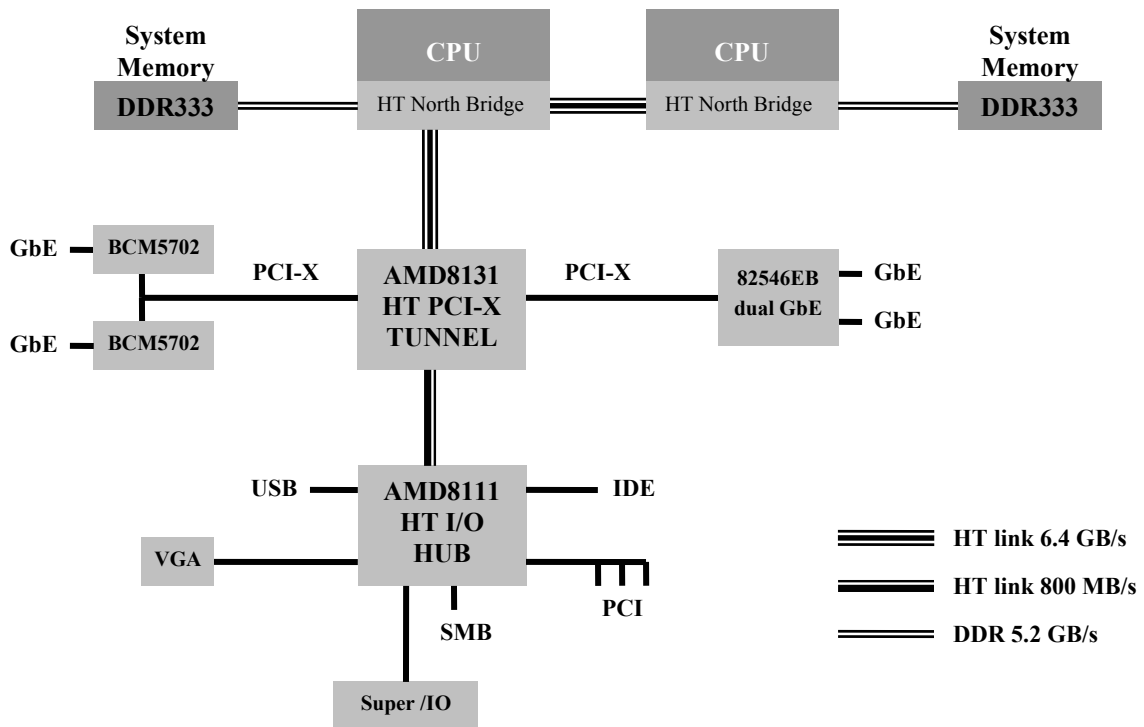 System
Memory
DDR333
CPU
HT North Bridge
CPU
HT North Bridge
System
Memory
DDR333
GbE
BCM5702
GbE
BCM5702
PCI-X
AMD8131
HT PCI-X
TUNNEL
PCI-X
82546EB
dual GbE
GbE
GbE
USB
AMD8111
HT I/O
HUB
IDE
VGA
PCI
SMB
Super /IO
HT link 6.4 GB/s
HT link 800 MB/s
DDR 5.2 GB/s